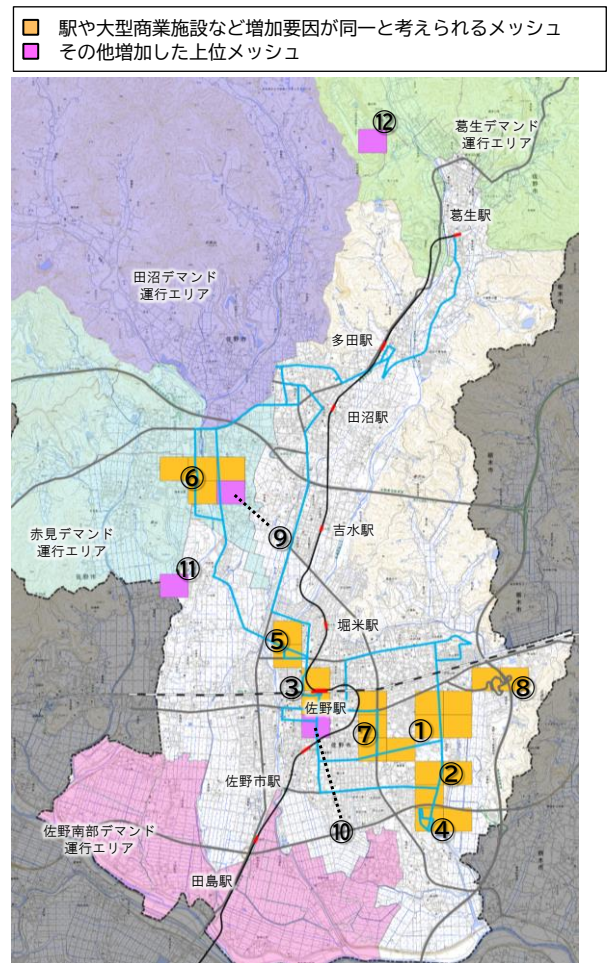 駅や大型商業施設など増加要因が同一と考えられるメッシュ
その他増加した上位メッシュ
⑫
葛生デマンド
運行エリア
葛生駅
田沼デマンド
運行エリア
多田駅
田沼駅
⑥
赤見デマンド
運行エリア
⑨
吉水駅
⑪
堀米駅
⑤
③
⑧
佐野駅
⑦
①
佐野市駅
②
佐野南部デマンド
運行エリア
⑩
④
田島駅